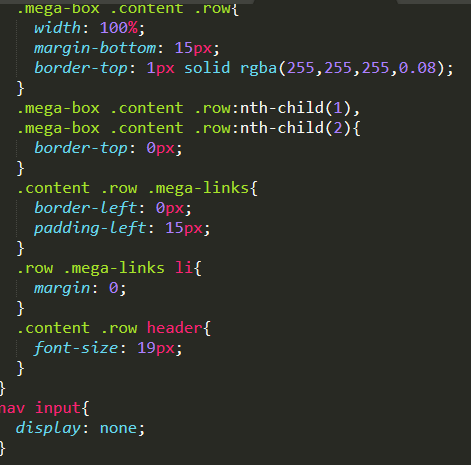 .mega-box .content .row{
width: 100%;
margin-bottom: 15px;
border-top: 1px solid rgba(255,255,255,0.08);
}
.mega-box .content .row:nth-child(1),
.mega-box .content .row:nth-child(2){
border-top: 0px;
}
.content .row .mega-links{
border-left: 0px;
padding-left: 15px;
}
.row .mega-links li{
margin: 0;
}
.content .row header{
font-size: 19px;
}
}
nav input{
display: none;
}